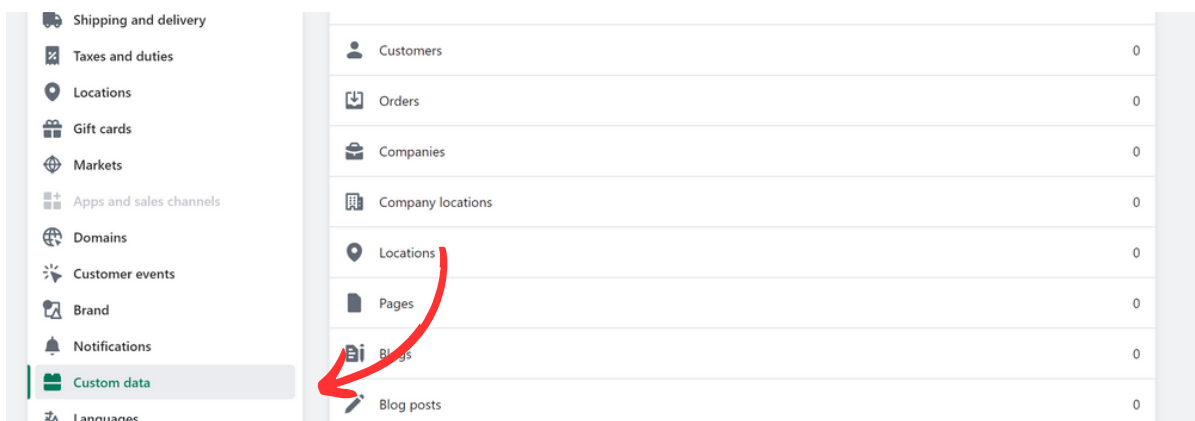 Shipping and delivery
Taxes and duties
Locations
Gift cards
Markets
Apps and sales channels
Domains
Customer events
Brand
Notifications
Custom data
Languages
Customers 0
Orders 0
Companies 0
Company locations 0
Locations 0
Pages 0
Blogs 0
Blog posts 0